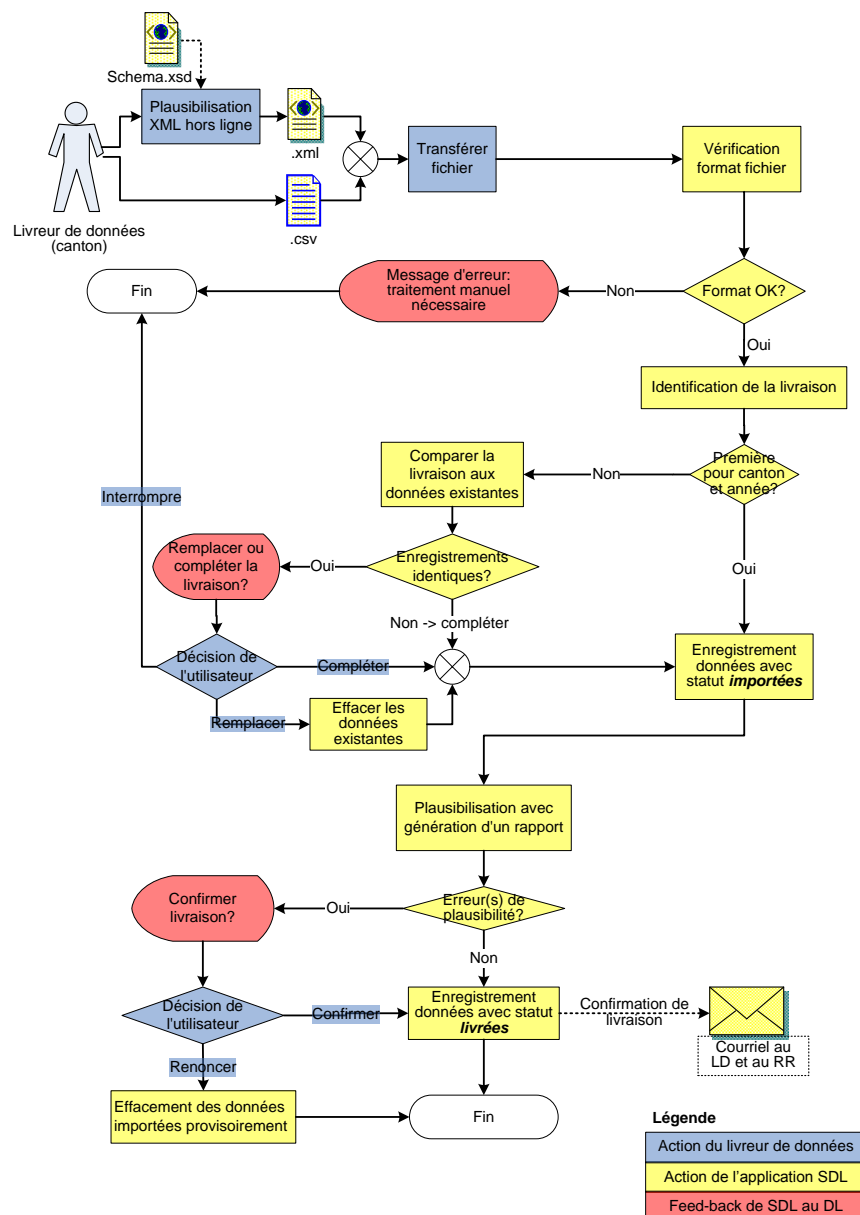 Schema.xsd
Plausibilisation
XML hors ligne
.xml
Transférer
fichier
Vérification
format fichier
Livreur de données
(canton)
.csv
Fin
Message d'erreur:
traitement manuel
nécessaire
Non
Format OK?
Oui
Identification de la livraison
Comparer la
livraison aux
données existantes
Non
Première
pour canton
et année?
Interrompre
Remplacer ou
compléter la
livraison?
Oui
Enregistrements
identiques?
Oui
Non -> compléter
Décision de
l'utilisateur
Compléter
Enregistrement
données avec
statut importées
Remplacer
Effacer les
données
existantes
Plausibilisation avec
génération d'un rapport
Confirmer
livraison?
Oui
Erreur(s) de
plausibilité?
Non
Décision de
l'utilisateur
Confirmer
Enregistrement
données avec statut
livrées
Confirmation de
livraison
Courriel au
LD et au RR
Renoncer
Effacement des données
importées provisoirement
Fin
Légende
Action du livreur de données
Action de l'application SDL
Feed-back de SDL au DL